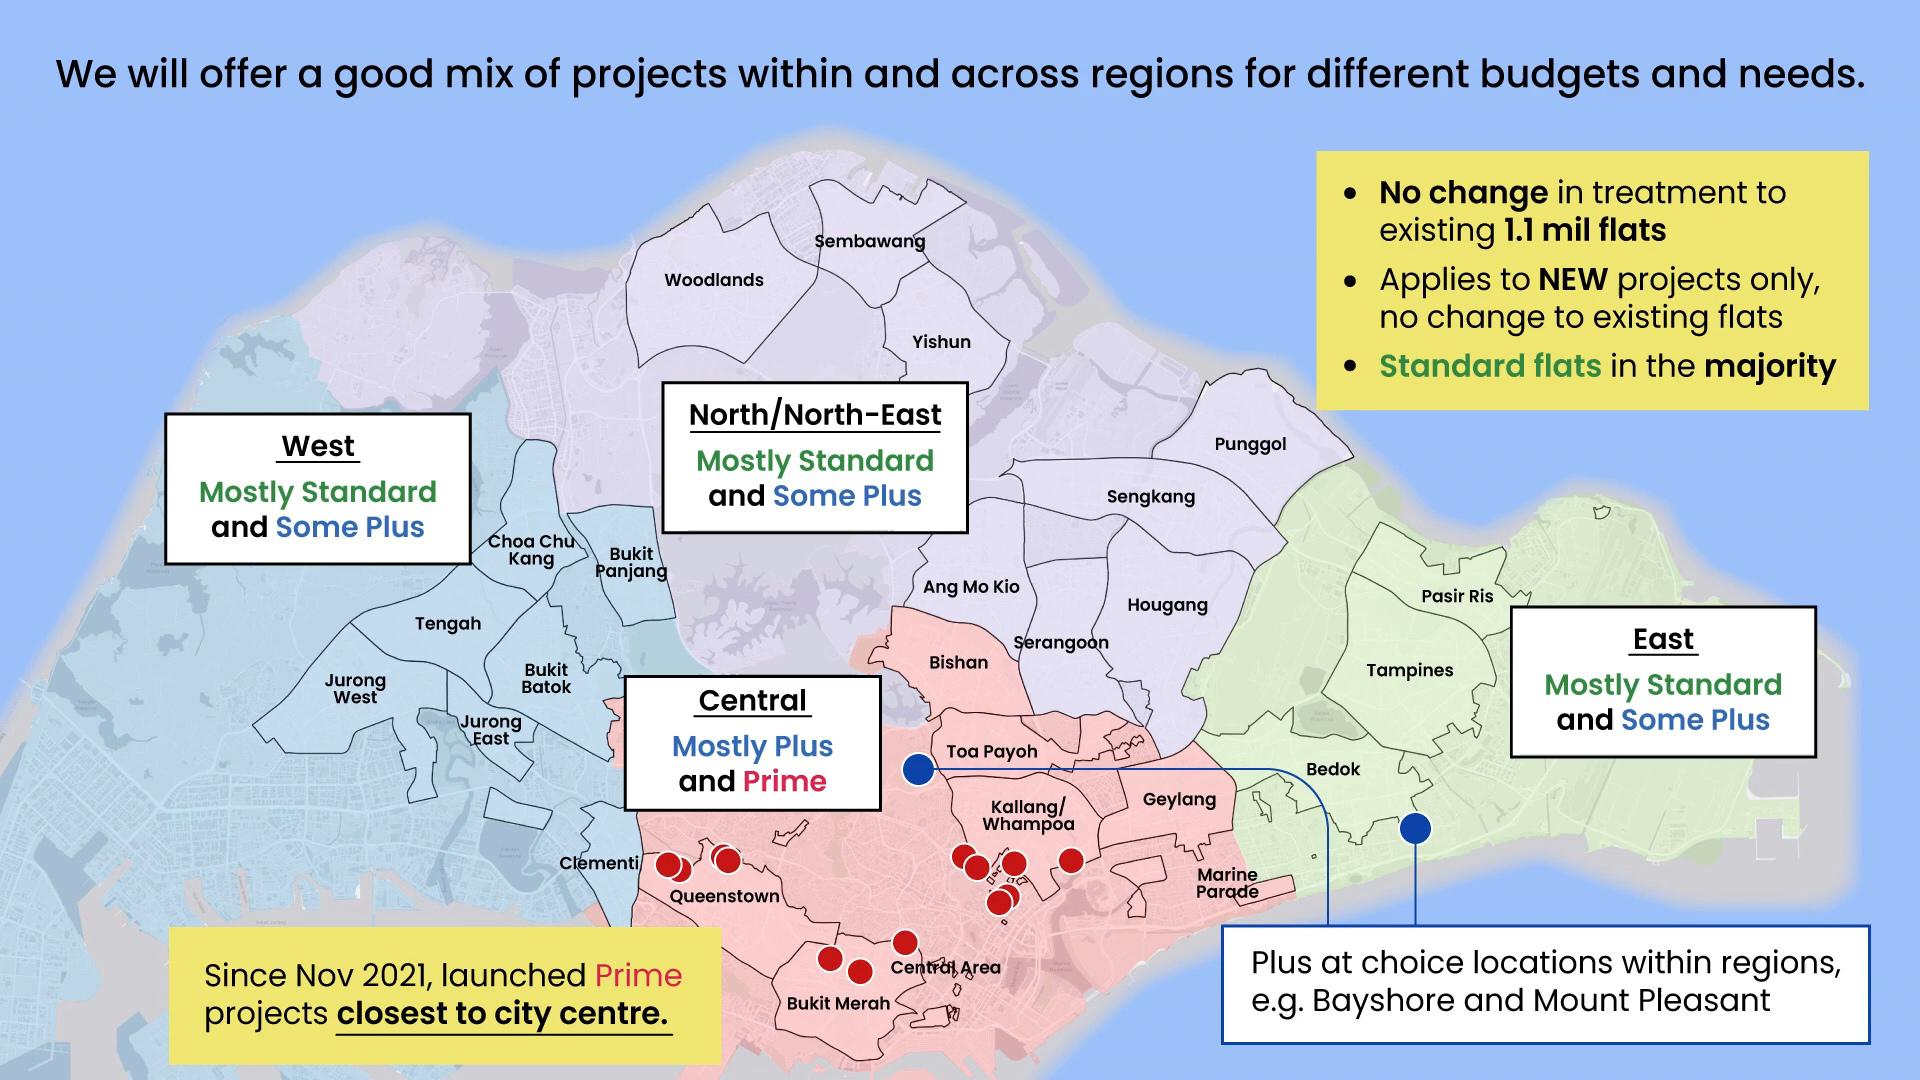 We will offer a good mix of projects within and across regions for different budgets and needs.
• No change in treatment to
existing 1.1 mil flats
• Applies to NEW projects only,
no change to existing flats
• Standard flats in the majority
Sembawang
Woodlands
Yishun
North/North-East
Mostly Standard
and Some Plus
West
Mostly Standard
and Some Plus
Punggol
Sengkang
Choa Chu
Kang
Bukit
Panjang
Ang Mo Kio
Hougang
Serangoon
Pasir Ris
Tampines
East
Mostly Standard
and Some Plus
Tengah
Jurong
West
Bukit
Batok
Jurong
East
Bishan
Central
Mostly Plus
and Prime
Toa Payoh
Bedok
Kallang/
Whampoa
Geylang
Clementi
Queenstown
Marine
Parade
Central Area
Bukit Merah
Since Nov 2021, launched Prime
projects closest to city centre.
Plus at choice locations within regions,
e.g. Bayshore and Mount Pleasant